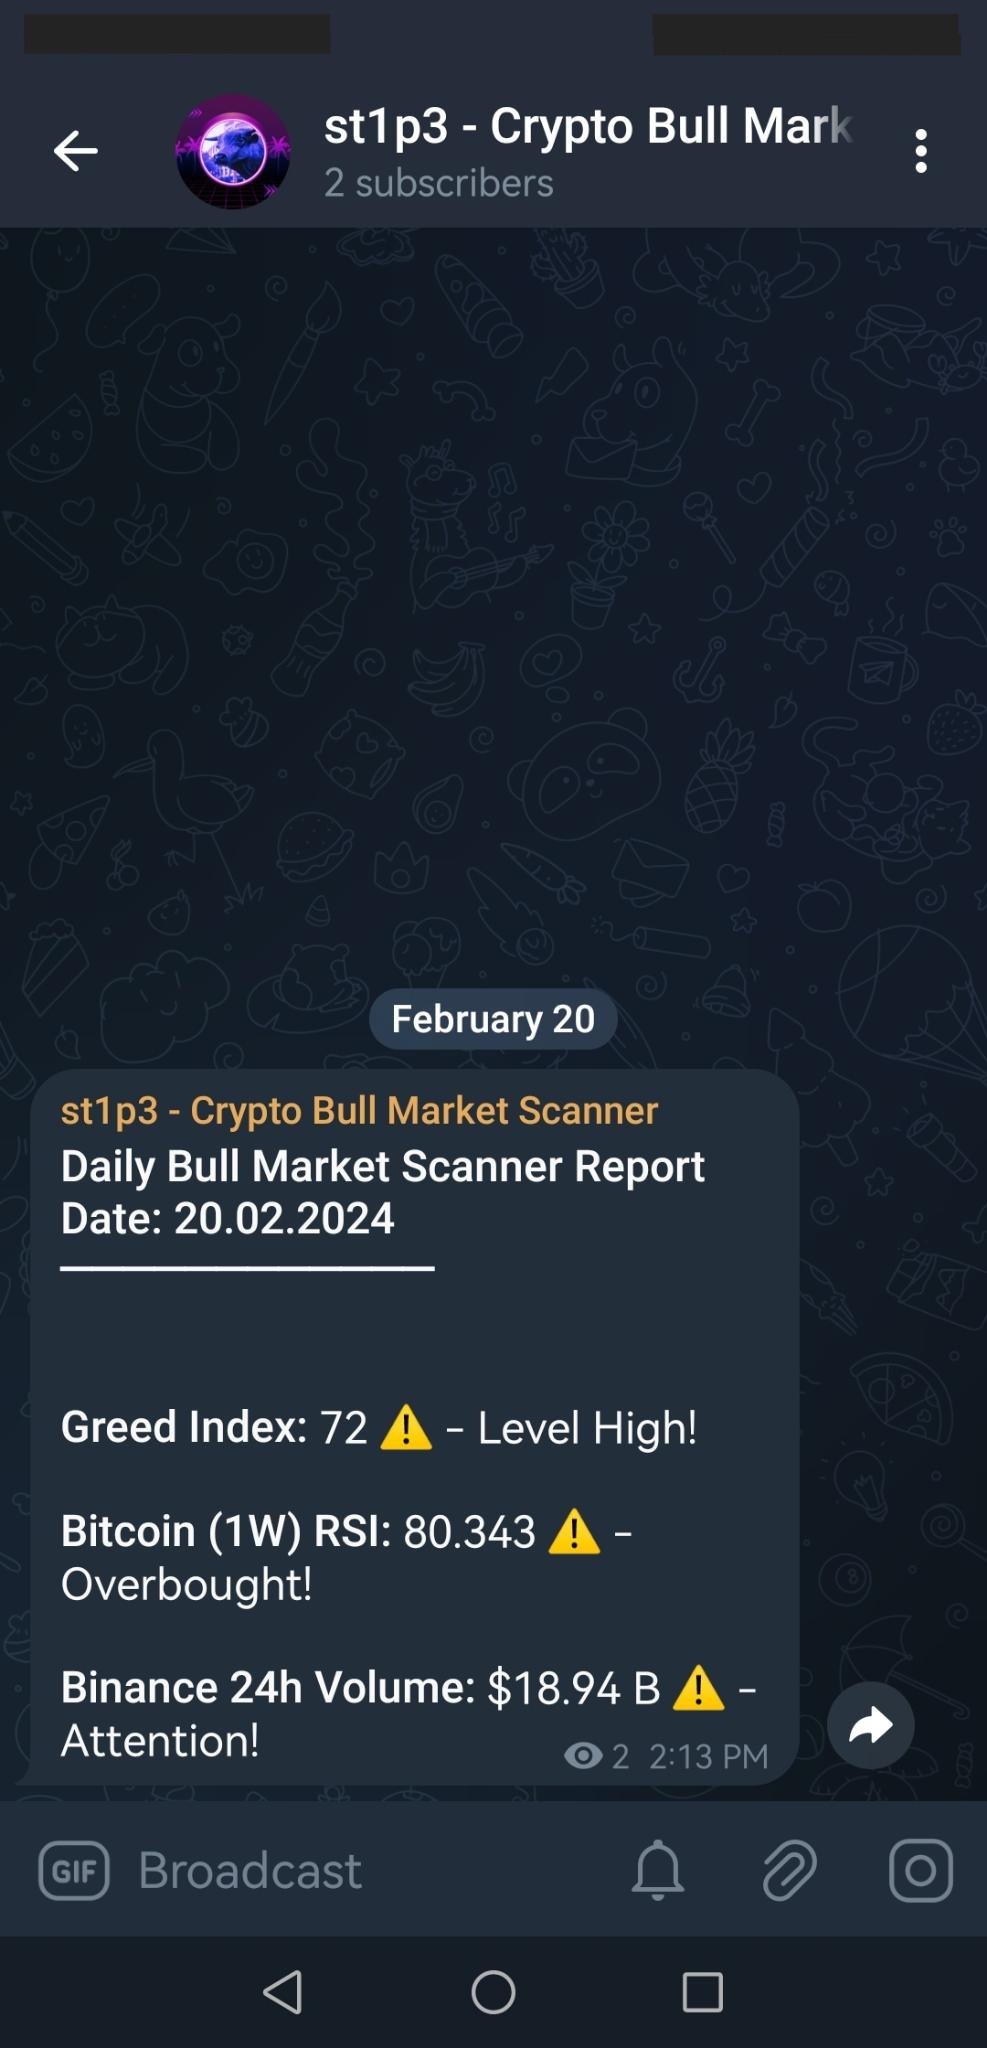 st1p3 - Crypto Bull Mark
2 subscribers
February 20
st1p3 - Crypto Bull Market Scanner
Daily Bull Market Scanner Report
Date: 20.02.2024
Greed Index: 72 ⚠️ - Level High!
Bitcoin (1W) RSI: 80.343 ⚠️ -
Overbought!
Binance 24h Volume: $18.94 B ⚠️ -
Attention!
2 2:13 PM
GIF Broadcast